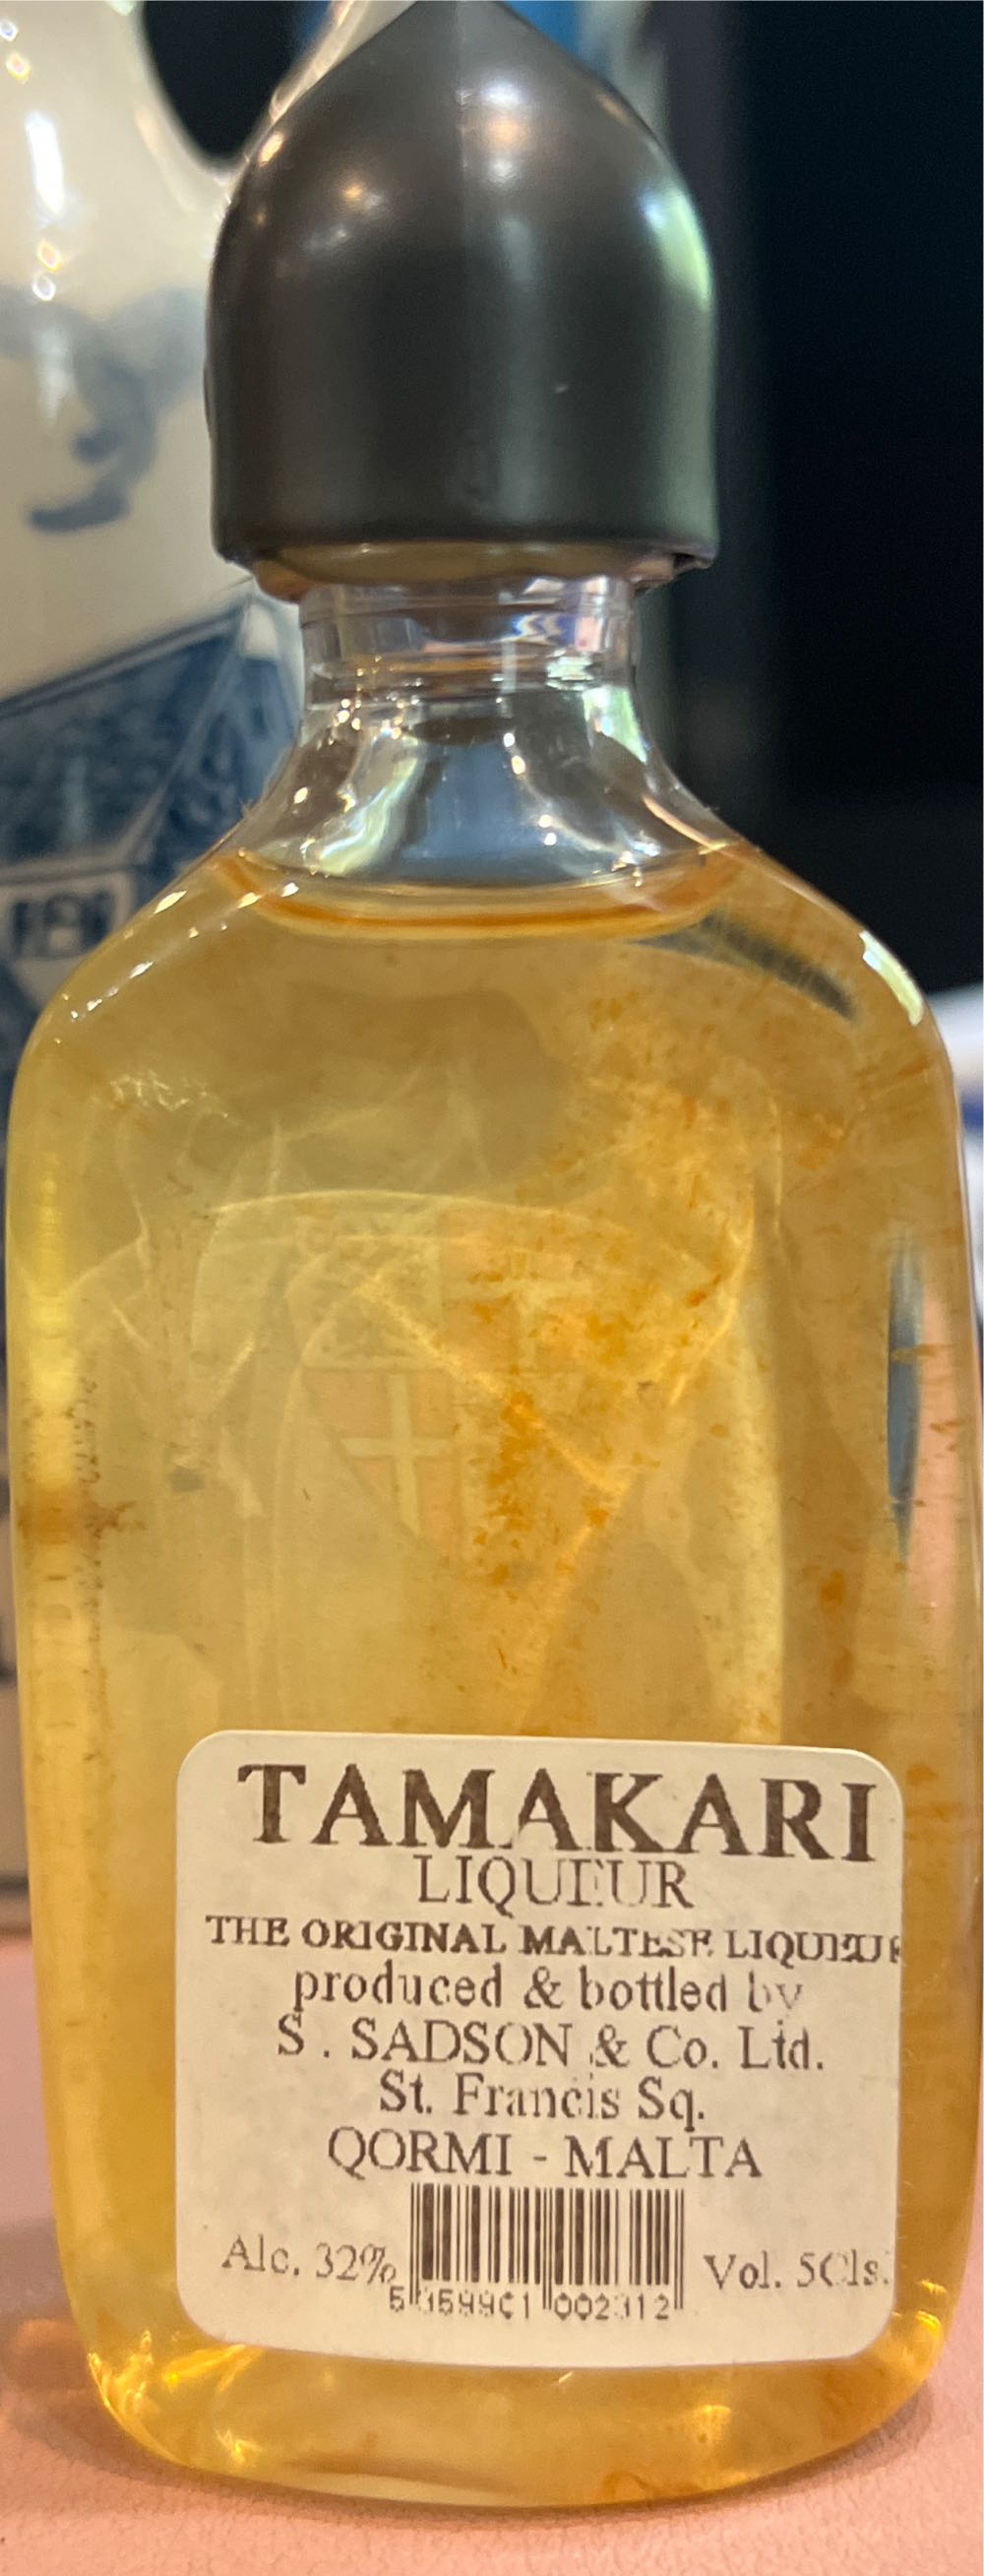 TAMAKARI
LIQUEUR
THE ORIGINAL MALTESE LIQUEUR
produced & bottled by
S . SADSON & Co. Ltd.
St. Francis Sq.
QORMI - MALTA
Alc. 32%
Vol. 5Cls.
002312